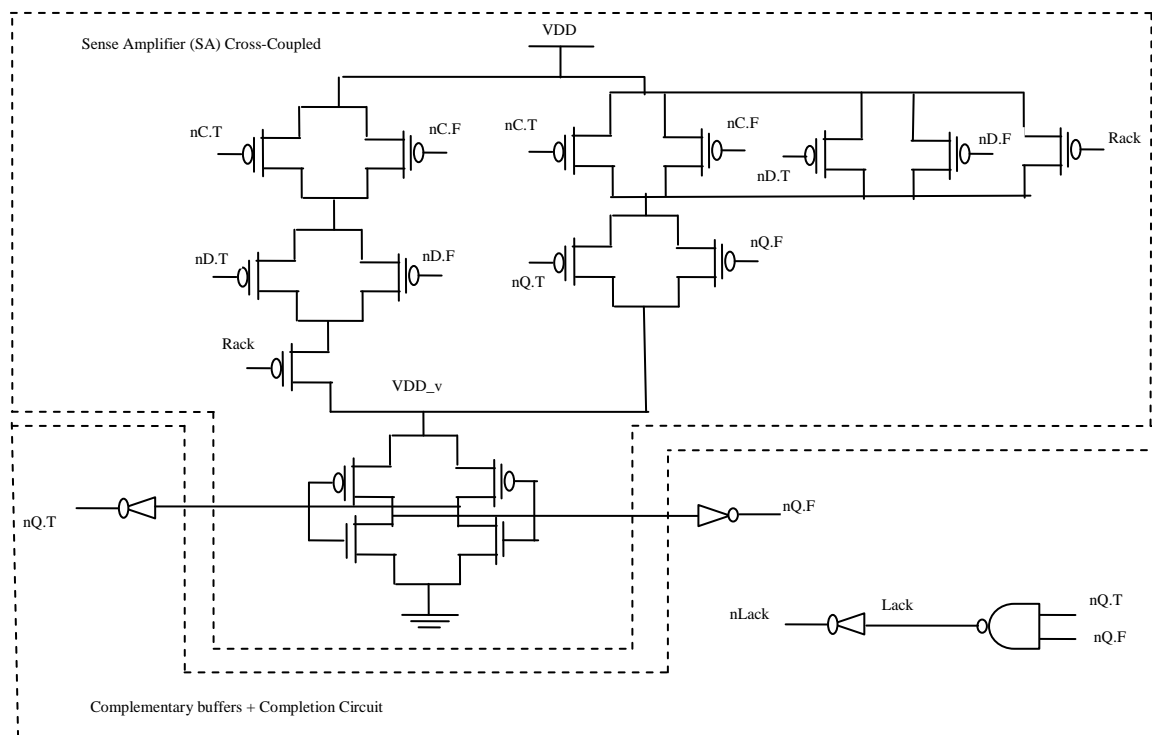 VDD
Sense Amplifier (SA) Cross-Coupled
nC.T
nC.F
nC.T
nC.F
nD.T
nD.F
Rack
nD.T
nD.F
nQ.T
nQ.F
Rack
VDD_v
nQ.T
nQ.F
nLack
Lack
nQ.T
nQ.F
Complementary buffers + Completion Circuit